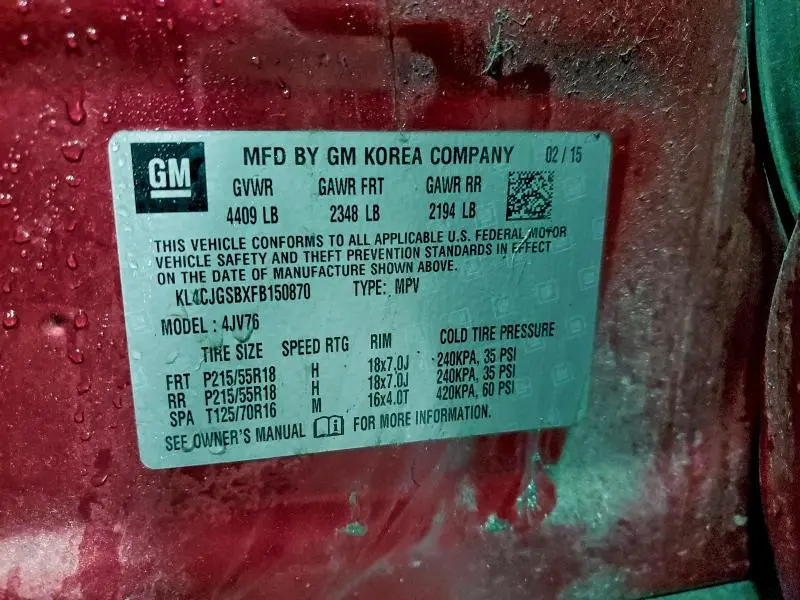 GM MFD BY GM KOREA COMPANY 02 / 15
GVWR GAWR FRT GAWR RR
4409 LB 2348 LB 2194 LB
THIS VEHICLE CONFORMS TO ALL APPLICABLE U.S. FEDERAL MOTOR
VEHICLE SAFETY AND THEFT PREVENTION STANDARDS IN EFFECT
ON THE DATE OF MANUFACTURE SHOWN ABOVE.
KL4CJGSBXFB150870 TYPE: MPV
MODEL : 4JV76
TIRE SIZE SPEED RTG RIM COLD TIRE PRESSURE
FRT P215/55R18 H 18x7.0J 240KPA, 35 PSI
RR P215/55R18 H 18x7.0J 240KPA, 35 PSI
SPA T125/70R16 M 16x4.0T 420KPA, 60 PSI
SEE OWNER'S MANUAL FOR MORE INFORMATION.